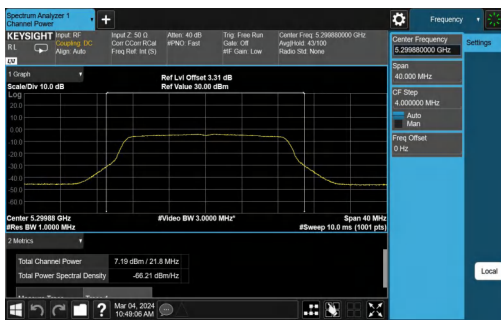 Spectrum Analyzer 1
Channel Power
+
Frequency
KEYSIGHT
RL
Input: RF
Coupling: DC
Align: Auto
Input Z: 50 Ω
Corr CCorr RCal
Freq Ref: Int (S)
Atten: 40 dB
#PNO: Fast
Trig: Free Run
Gate: Off
#IF Gain: Low
Center Freq: 5.299880000 GHz
Avg|Hold: 43/100
Radio Std: None
LXI
1 Graph
Scale/Div 10.0 dB
Ref Lvl Offset 3.31 dB
Ref Value 30.00 dBm
Log
20.0
10.0
0.00
-10.0
-20.0
-30.0
-40.0
-50.0
-60.0
Center 5.29988 GHz
#Res BW 1.0000 MHz
#Video BW 3.0000 MHz*
Span 40 MHz
#Sweep 10.0 ms (1001 pts)
2 Metrics
Total Channel Power 7.19 dBm / 21.8 MHz
Total Power Spectral Density -66.21 dBm/Hz
?
Mar 04, 2024
10:49:06 AM
Center Frequency
5.299880000 GHz
Settings
Span
40.000 MHz
CF Step
4.000000 MHz
Auto
Man
Freq Offset
0 Hz
Local